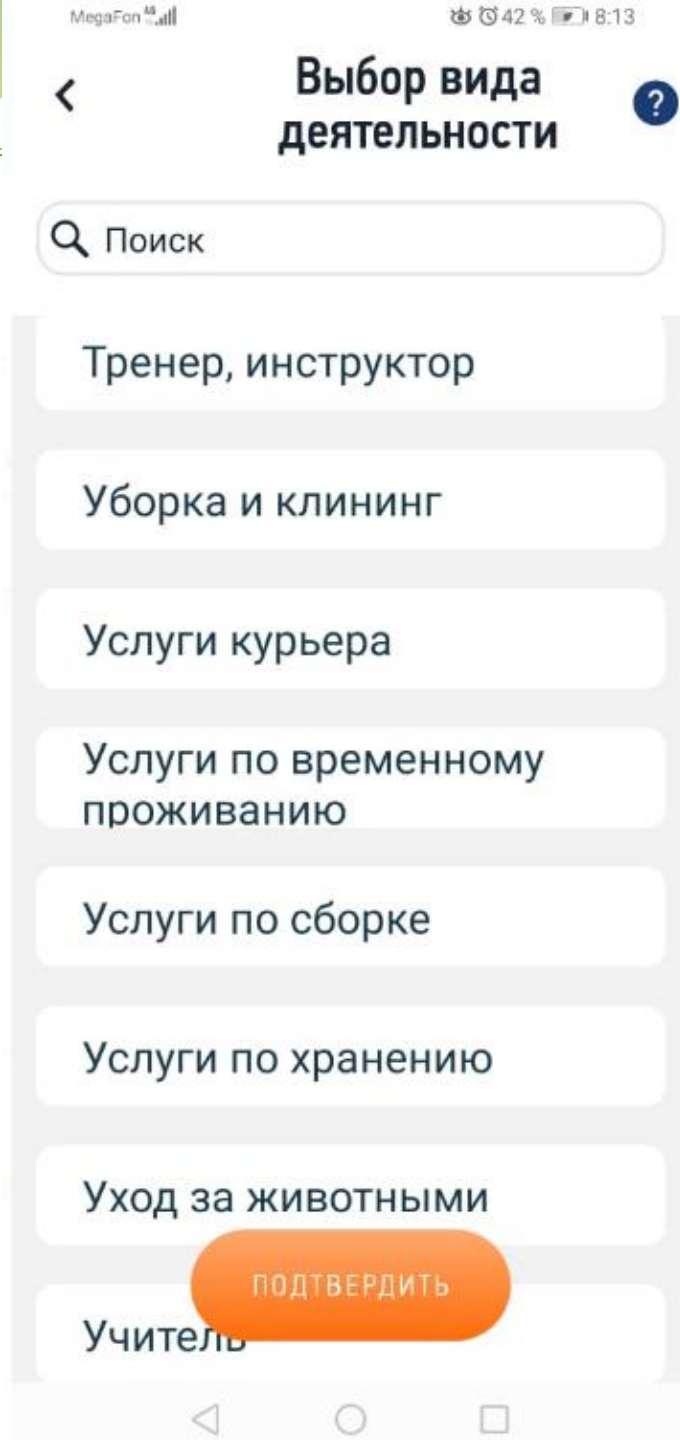 MegaFon 4G 42 % 8:13
Выбор вида
деятельности
?
Поиск
Тренер, инструктор
Уборка и клининг
Услуги курьера
Услуги по временному
проживанию
Услуги по сборке
Услуги по хранению
Уход за животными
ПОДТВЕРДИТЬ
Учитель